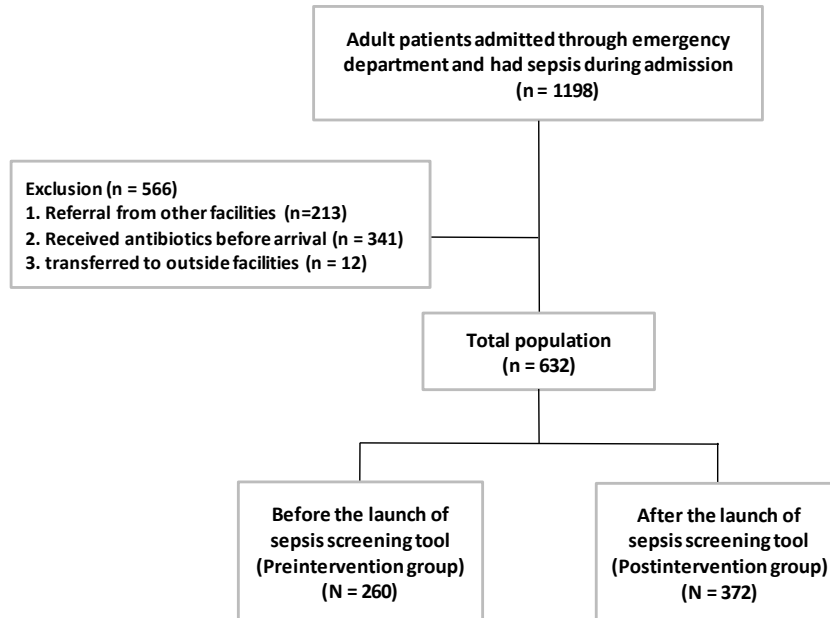 Adult patients admitted through emergency
department and had sepsis during admission
(n = 1198)
Exclusion (n = 566)
1. Referral from other facilities (n=213)
2. Received antibiotics before arrival (n = 341)
3. transferred to outside facilities (n = 12)
Total population
(n = 632)
Before the launch of
sepsis screening tool
(Preintervention group)
(N = 260)
After the launch of
sepsis screening tool
(Postintervention group)
(N = 372)